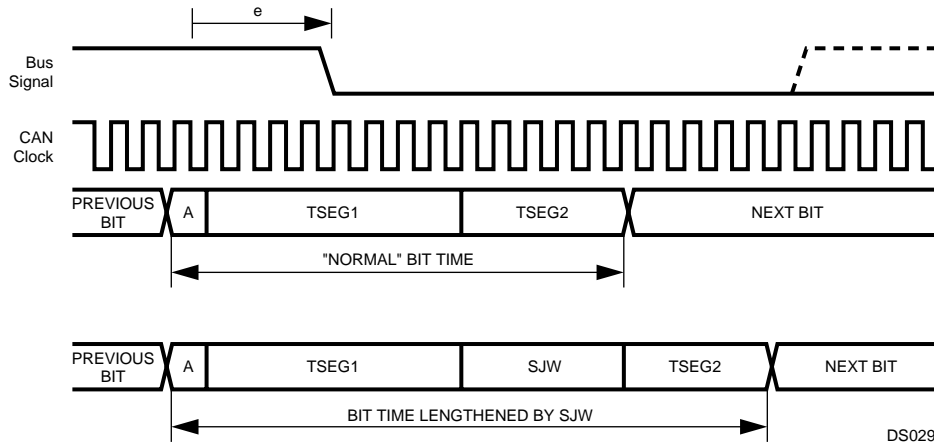 e
Bus
Signal
CAN
Clock
PREVIOUS
BIT
A
TSEG1
TSEG2
NEXT BIT
"NORMAL" BIT TIME
PREVIOUS
BIT
A
TSEG1
SJW
TSEG2
NEXT BIT
BIT TIME LENGTHENED BY SJW
DS029